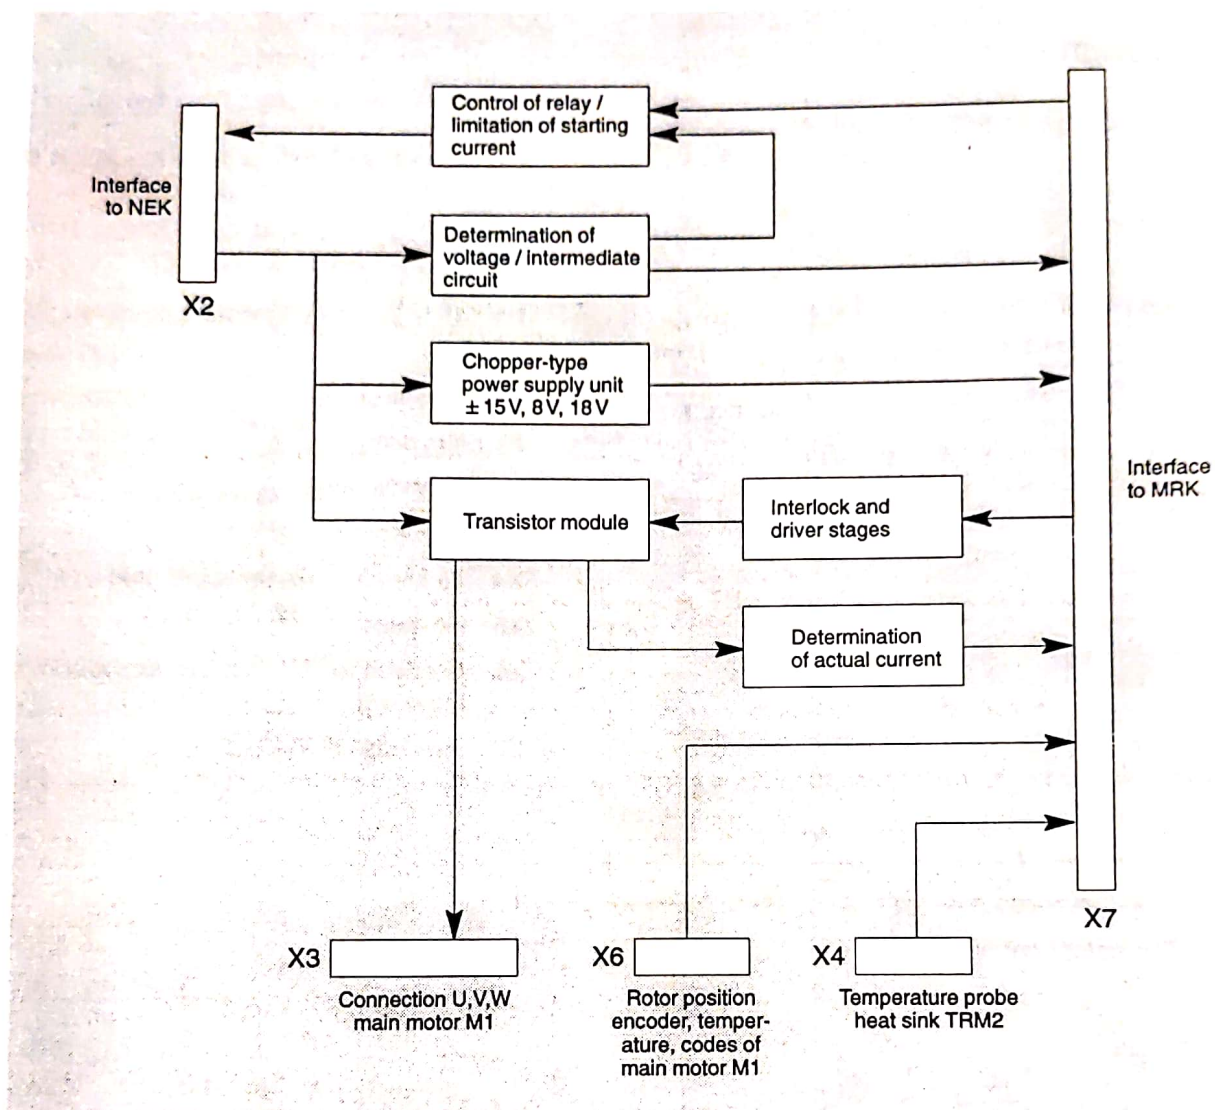 Control of relay /
limitation of starting
current
Interface
to NEK
Determination of
voltage / intermediate
circuit
X2
Chopper-type
power supply unit
± 15 V, 8 V, 18 V
Interface
to MRK
Transistor module
Interlock and
driver stages
Determination
of actual current
X7
X3
X6
X4
Connection U,V,W
main motor M1
Rotor position
encoder, temper-
ature, codes of
main motor M1
Temperature probe
heat sink TRM2